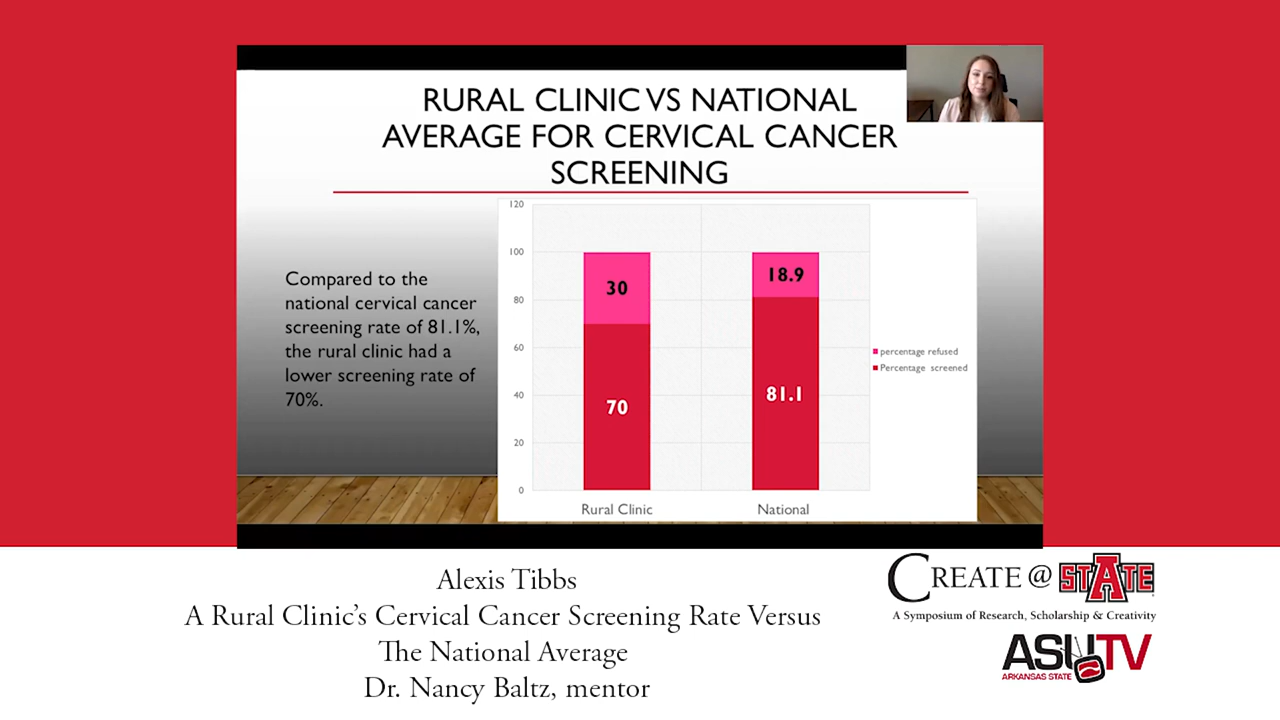 RURAL CLINIC VS NATIONAL
AVERAGE FOR CERVICAL CANCER
SCREENING
Compared to the
national cervical cancer
screening rate of 81.1%,
the rural clinic had a
lower screening rate of
70%.
120
100
80
60
40
20
0
30
70
18.9
81.1
Rural Clinic
National
percentage refused
Percentage screened
Alexis Tibbs
A Rural Clinic’s Cervical Cancer Screening Rate Versus
The National Average
Dr. Nancy Baltz, mentor
CREATE @ STATE
A Symposium of Research, Scholarship & Creativity
ASUTV
ARKANSAS STATE